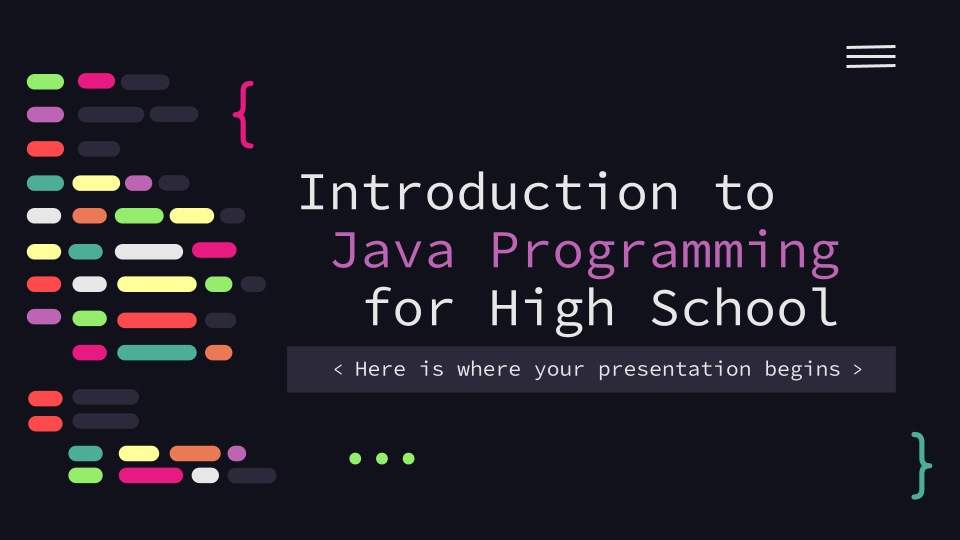 {
Introduction to
Java Programming
for High School
< Here is where your presentation begins >
}